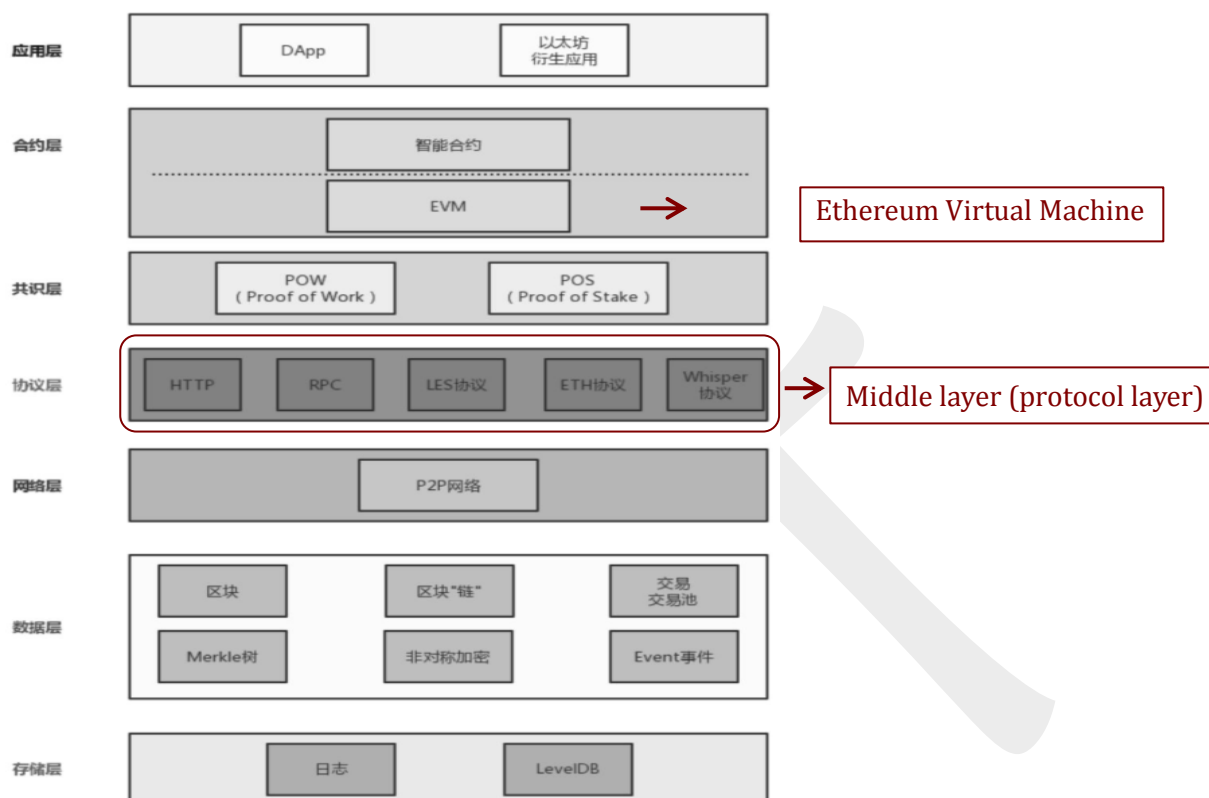 应用层
DApp
以太坊
衍生应用
合约层
智能合约
EVM
Ethereum Virtual Machine
共识层
POW
( Proof of Work )
POS
( Proof of Stake )
协议层
HTTP
RPC
LES协议
ETH协议
Whisper
协议
Middle layer (protocol layer)
网络层
P2P网络
数据层
区块
区块"链"
交易
交易池
Merkle树
非对称加密
Event事件
存储层
日志
LevelDB